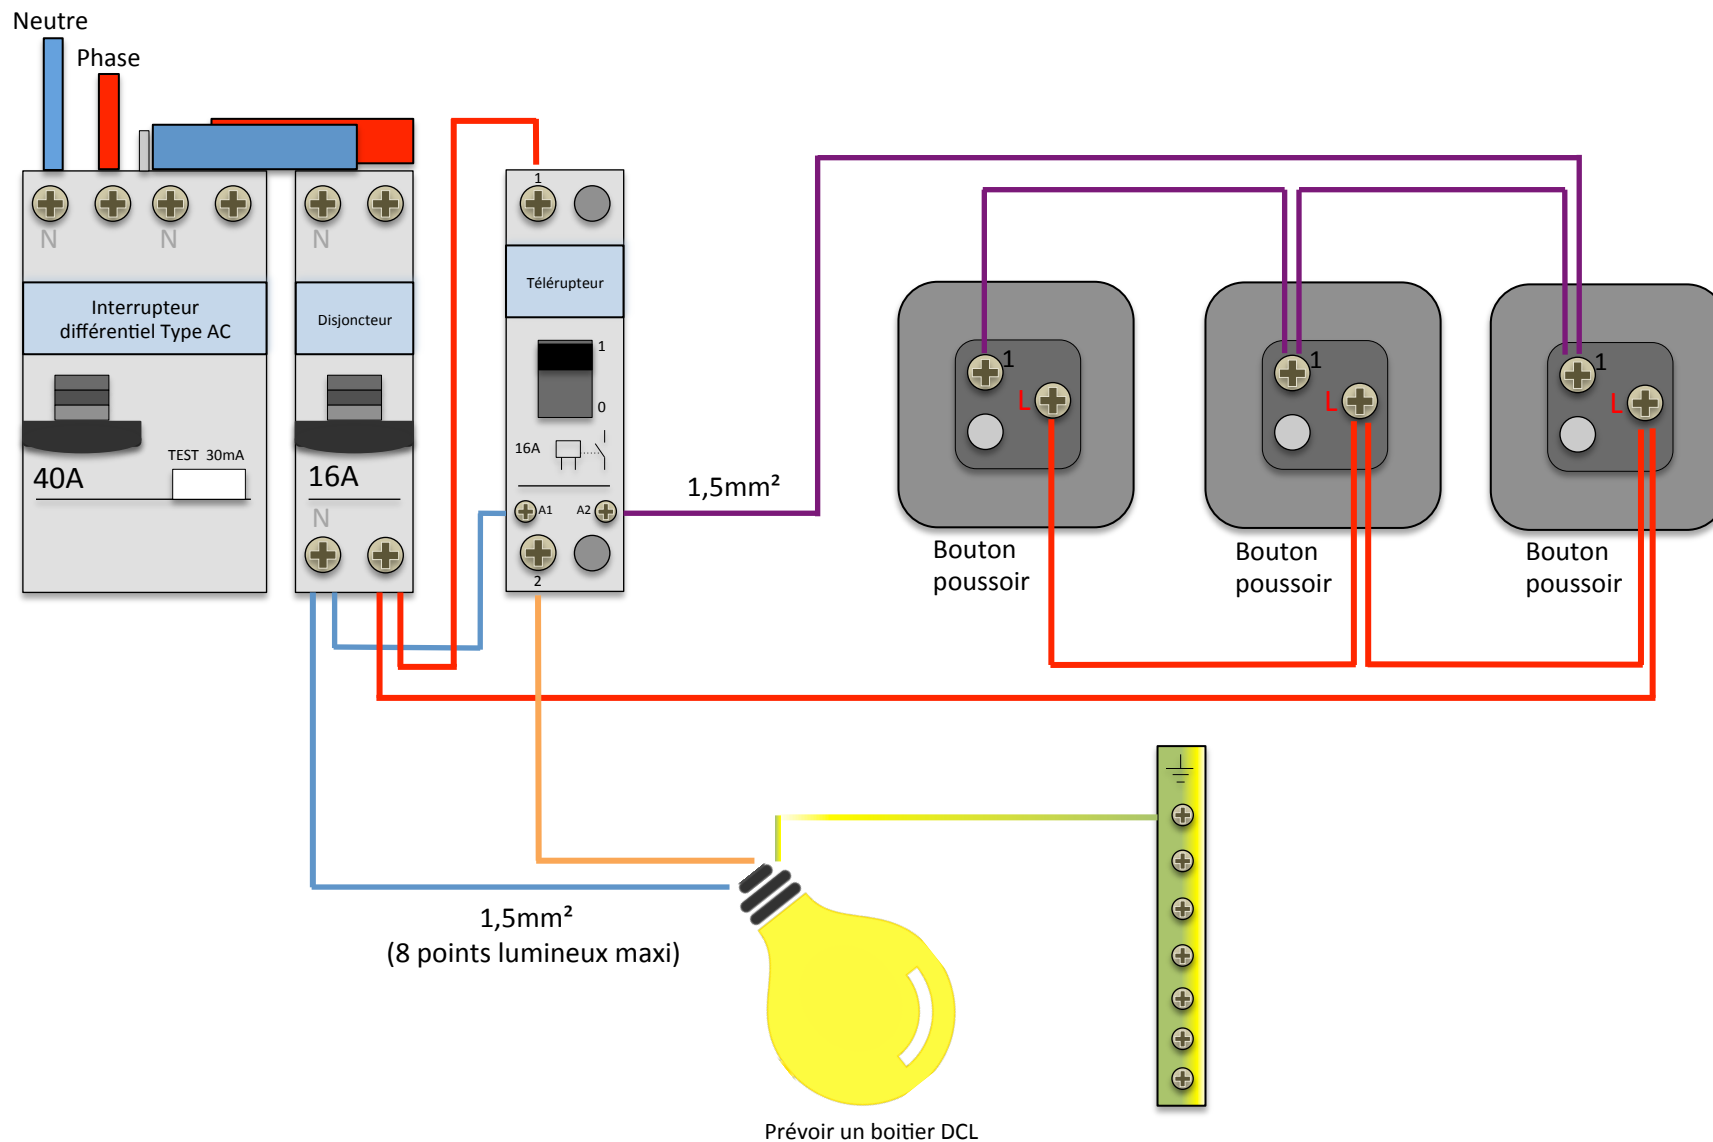 Neutre
Phase
N
N
N
1
Interrupteur
différentiel Type AC
Disjoncteur
Télérupteur
1
0
40A
TEST 30mA
16A
N
16A
A1
A2
2
1,5mm²
1
L
1
L
1
L
Bouton
poussoir
Bouton
poussoir
Bouton
poussoir
1,5mm²
(8 points lumineux maxi)
Prévoir un boitier DCL